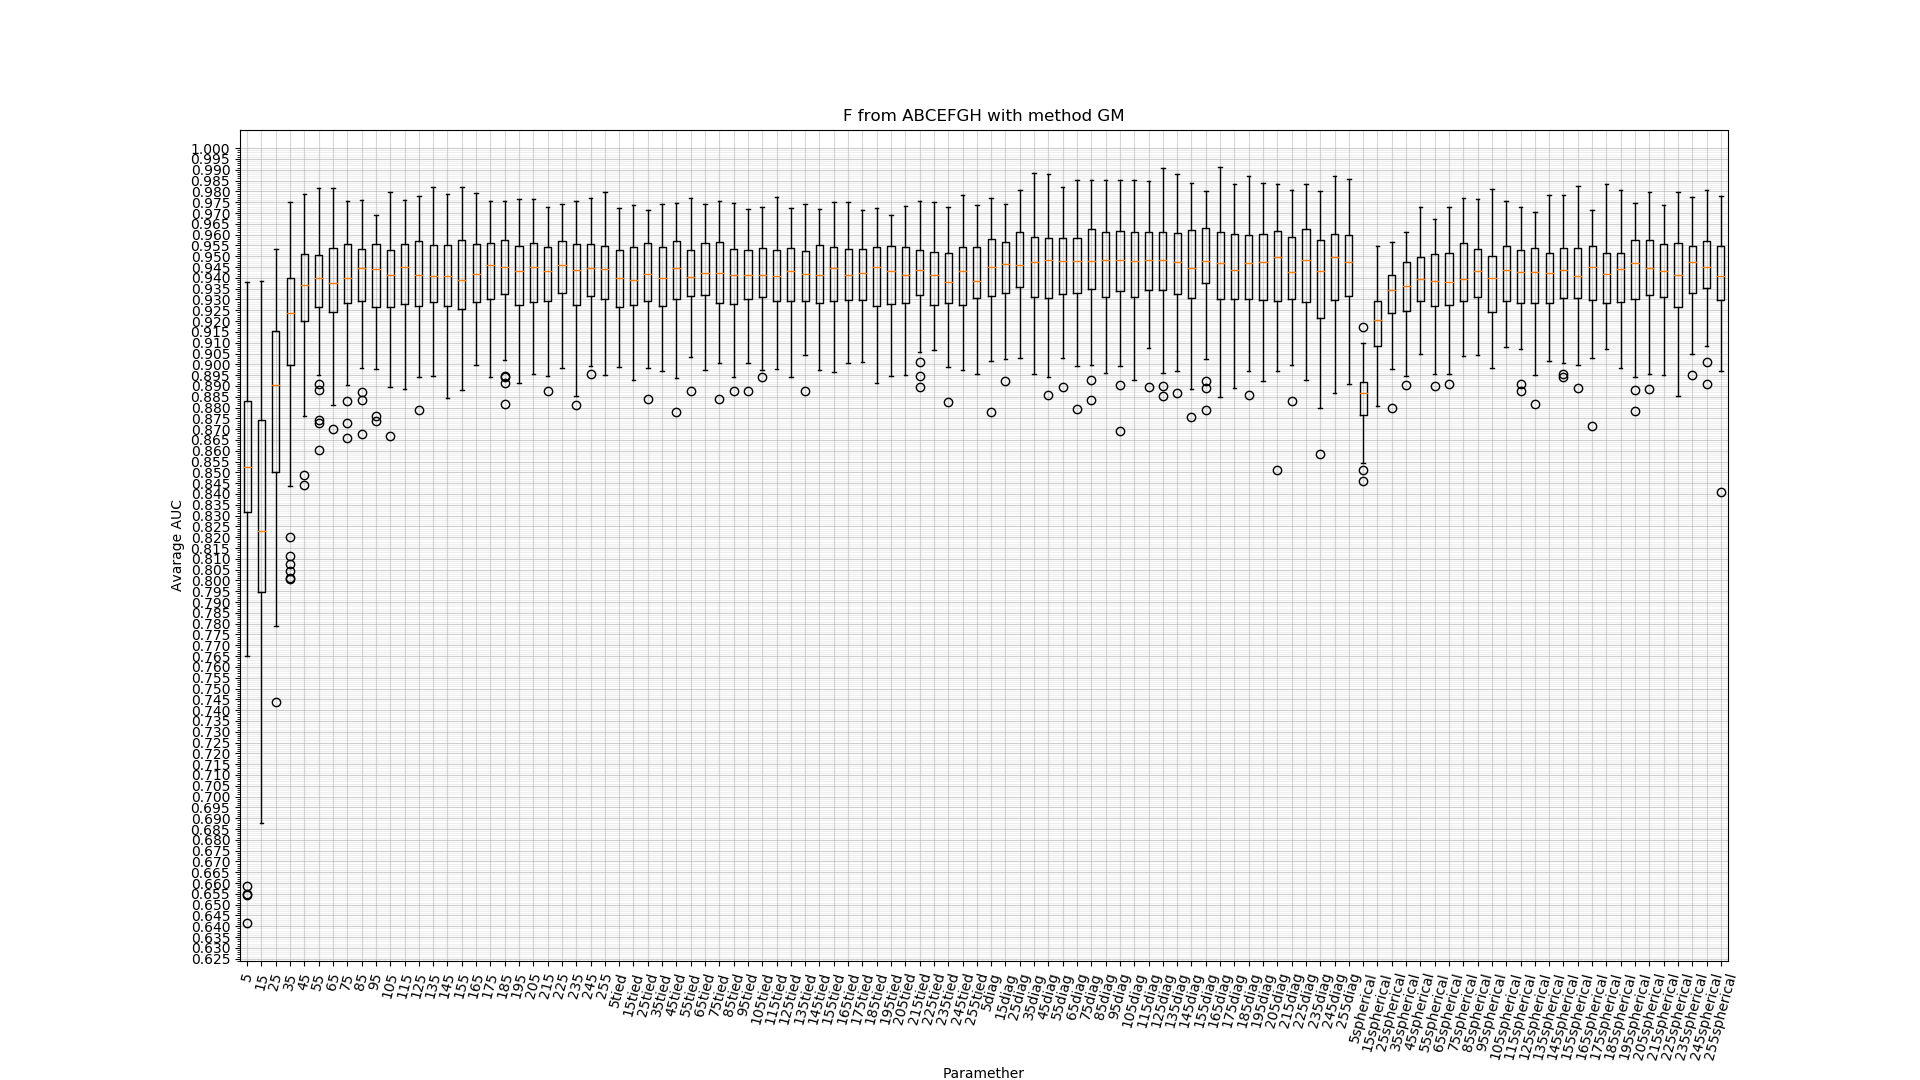 F from ABCEFGH with method GM
1.000
0.995
0.990
0.985
0.980
0.975
0.970
0.965
0.960
0.955
0.950
0.945
0.940
0.935
0.930
0.925
0.920
0.915
0.910
0.905
0.900
0.895
0.890
0.885
0.880
0.875
0.870
0.865
0.860
0.855
0.850
0.845
0.840
0.835
0.830
0.825
0.820
0.815
0.810
0.805
0.800
0.795
0.790
0.785
0.780
0.775
0.770
0.765
0.760
0.755
0.750
0.745
0.740
0.735
0.730
0.725
0.720
0.715
0.710
0.705
0.700
0.695
0.690
0.685
0.680
0.675
0.670
0.665
0.660
0.655
0.650
0.645
0.640
0.635
0.630
0.625
Avarage AUC
5
15
25
35
45
55
65
75
85
95
105
115
125
135
145
155
165
175
185
195
205
215
225
235
245
255
5tied
15tied
25tied
35tied
45tied
55tied
65tied
75tied
85tied
95tied
105tied
115tied
125tied
135tied
145tied
155tied
165tied
175tied
185tied
195tied
205tied
215tied
225tied
235tied
245tied
255tied
5diag
15diag
25diag
35diag
45diag
55diag
65diag
75diag
85diag
95diag
105diag
115diag
125diag
135diag
145diag
155diag
165diag
175diag
185diag
195diag
205diag
215diag
225diag
235diag
245diag
255diag
5spherical
15spherical
25spherical
35spherical
45spherical
55spherical
65spherical
75spherical
85spherical
95spherical
105spherical
115spherical
125spherical
135spherical
145spherical
155spherical
165spherical
175spherical
185spherical
195spherical
205spherical
215spherical
225spherical
235spherical
245spherical
255spherical
Paramether